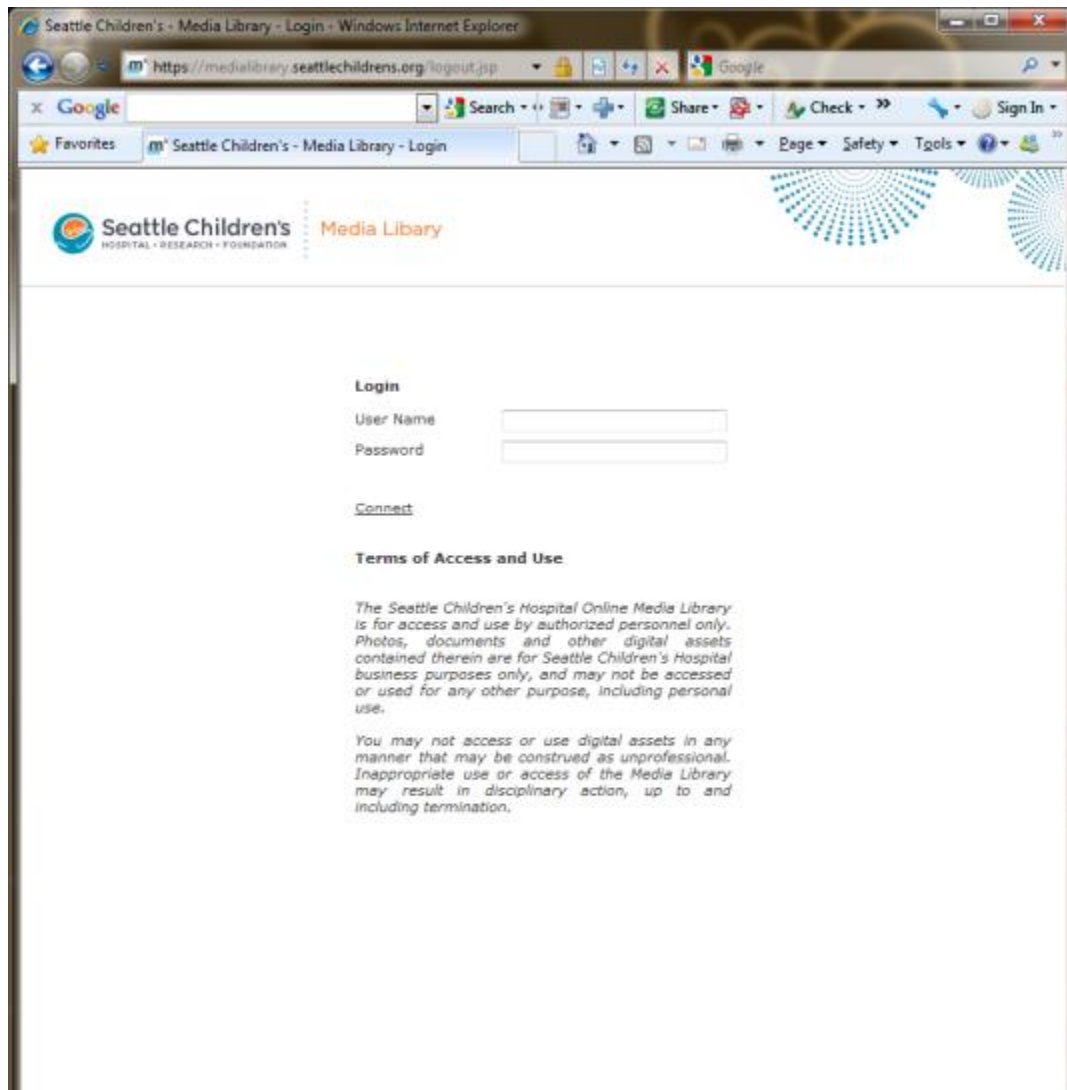 Seattle Children's - Media Library - Login - Windows Internet Explorer
https://medialibrary.seattlechildrens.org/logout.jsp
Google
x Google
Search
Share
Check
Sign In
Favorites
Seattle Children's - Media Library - Login
Page
Safety
Tools
Seattle Children's
HOSPITAL • RESEARCH • FOUNDATION
Media Libary
Login
User Name
Password
Connect
Terms of Access and Use
The Seattle Children's Hospital Online Media Library
is for access and use by authorized personnel only.
Photos, documents and other digital assets
contained therein are for Seattle Children's Hospital
business purposes only, and may not be accessed
or used for any other purpose, including personal
use.
You may not access or use digital assets in any
manner that may be construed as unprofessional.
Inappropriate use or access of the Media Library
may result in disciplinary action, up to and
including termination.